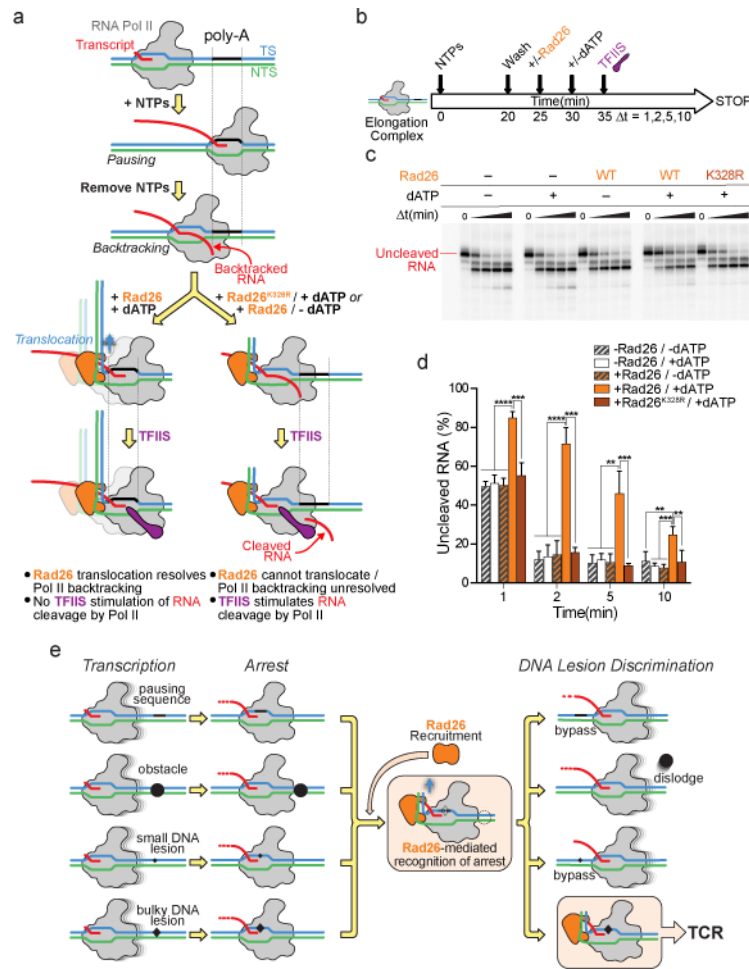 a
RNA Pol II
Transcript
poly-A
TS
NTS
+ NTPs
Pausing
Remove NTPs
Backtracking
Backtracked
RNA
+ Rad26
+ dATP
+ Rad26K328R / + dATP or
+ Rad26 / - dATP
Translocation
TFIIS
TFIIS
Cleaved
RNA
● Rad26 translocation resolves
Pol II backtracking
● No TFIIS stimulation of RNA
cleavage by Pol II
● Rad26 cannot translocate /
Pol II backtracking unresolved
● TFIIS stimulates RNA
cleavage by Pol II
b
NTPs
Wash
+/-Rad26
+/-dATP
TFIIS
Time(min)
STOP
Elongation
Complex
0 20 25 30 35 Δt = 1,2,5,10
c
Rad26 – – WT WT K328R
dATP – + – + +
Δt(min) 0 0 0 0 0
Uncleaved
RNA
d
-Rad26 / -dATP
-Rad26 / +dATP
+Rad26 / -dATP
+Rad26 / +dATP
+Rad26K328R / +dATP
Uncleaved RNA (%)
100
80
60
40
20
0
**** ***
**** ***
** ***
** *** **
1 2 5 10
Time(min)
e
Transcription Arrest DNA Lesion Discrimination
pausing
sequence
bypass
Rad26
Recruitment
obstacle
dislodge
small DNA
lesion
Rad26-mediated
recognition of arrest
bypass
bulky DNA
lesion
TCR